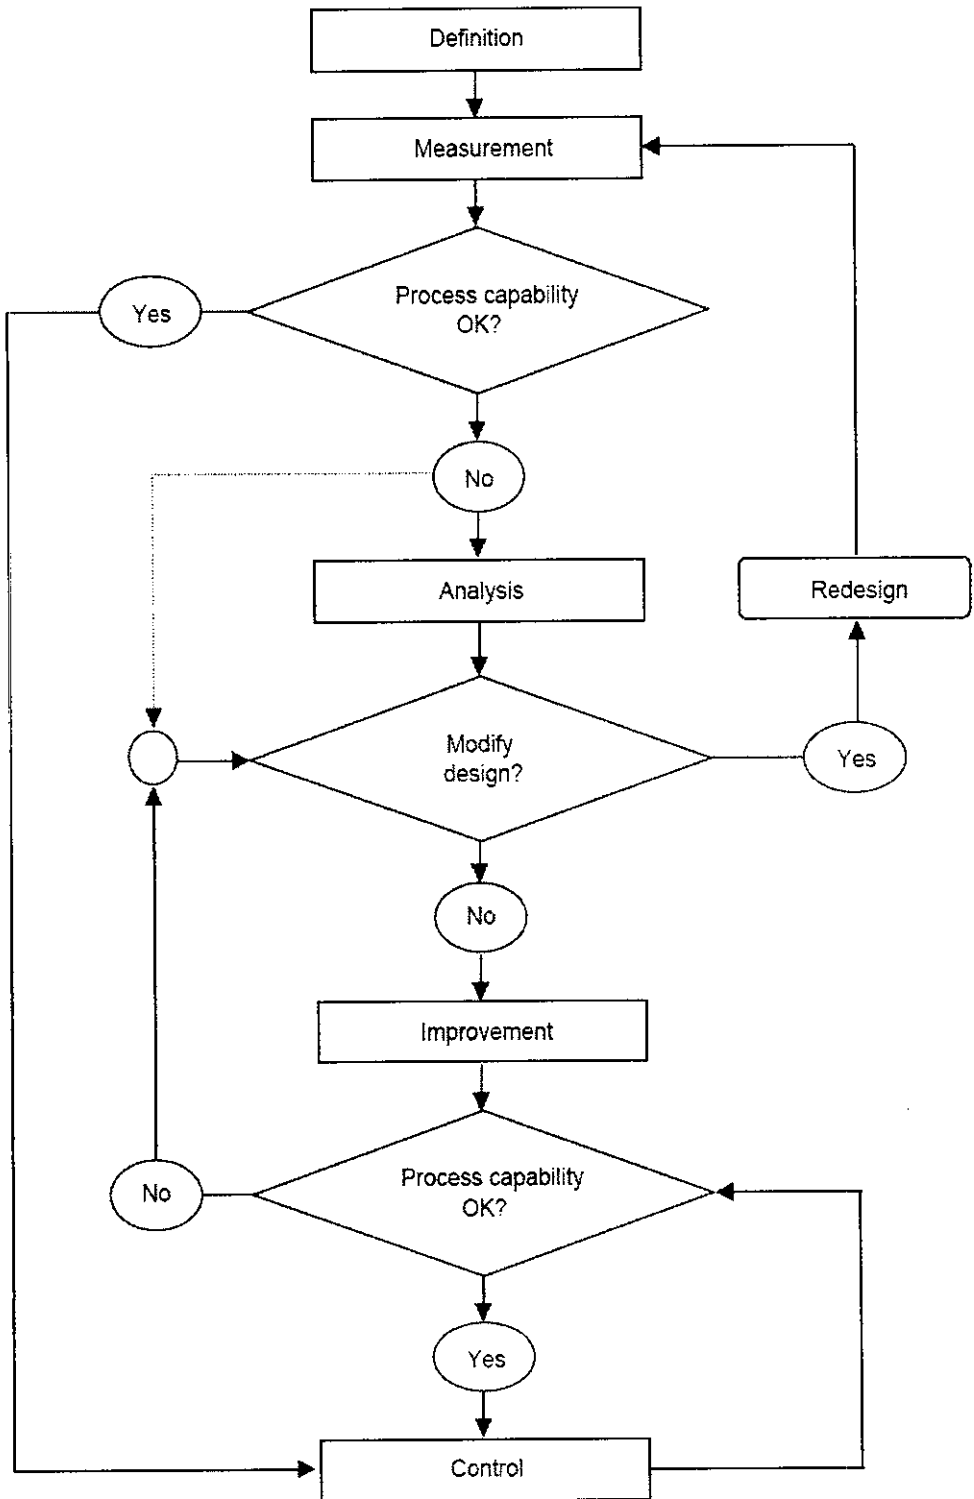 Definition
Measurement
Process capability
OK?
Yes
No
Analysis
Redesign
Modify
design?
Yes
No
Improvement
Process capability
OK?
No
Yes
Control